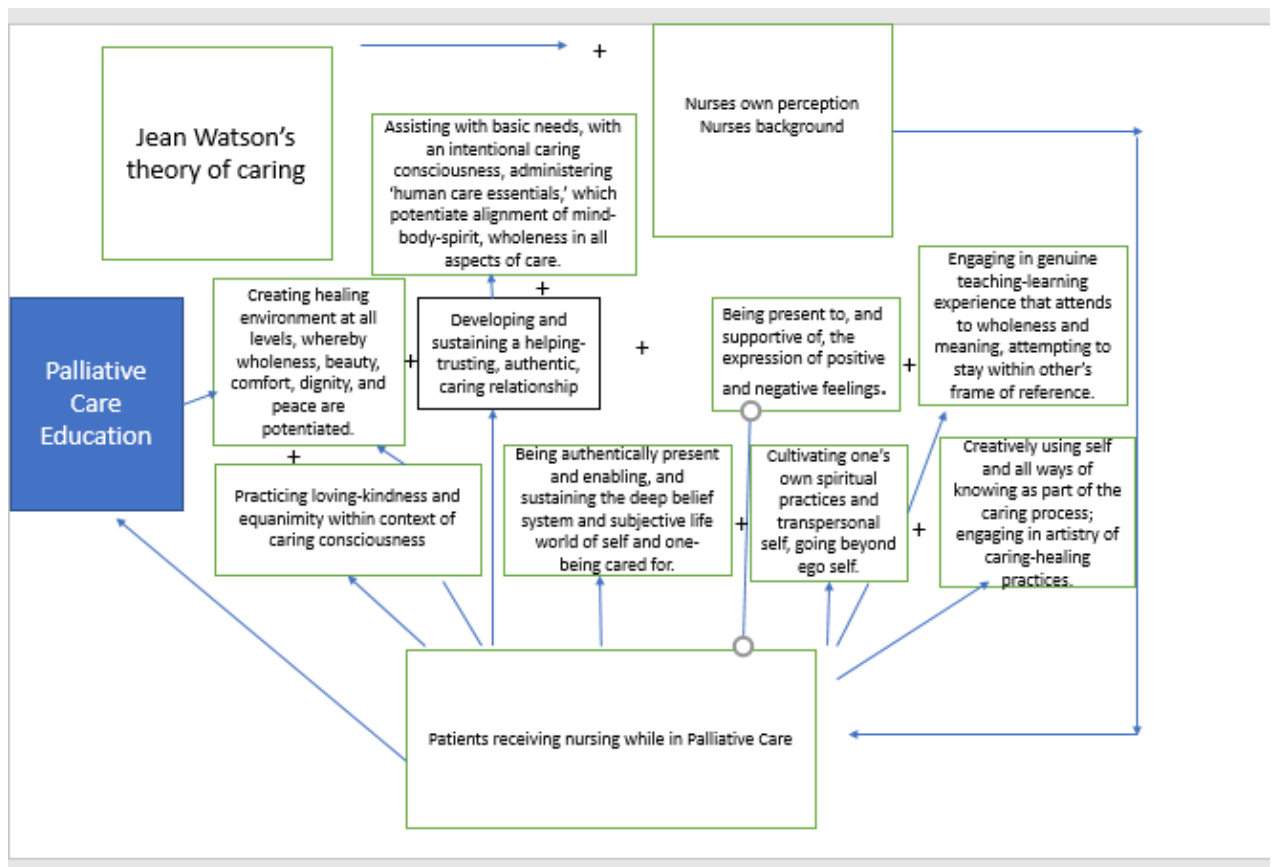 Jean Watson's
theory of caring
+
Nurses own perception
Nurses background
Assisting with basic needs, with
an intentional caring
consciousness, administering
'human care essentials,' which
potentiate alignment of mind-
body-spirit, wholeness in all
aspects of care.
Palliative
Care
Education
Creating healing
environment at all
levels, whereby
wholeness, beauty,
comfort, dignity, and
peace are
potentiated.
+
+
Developing and
sustaining a helping-
trusting, authentic,
caring relationship
+
Being present to, and
supportive of, the
expression of positive
and negative feelings.
+
Engaging in genuine
teaching-learning
experience that attends
to wholeness and
meaning, attempting to
stay within other's
frame of reference.
+
Practicing loving-kindness and
equanimity within context of
caring consciousness
Being authentically present
and enabling, and
sustaining the deep belief
system and subjective life
world of self and one-
being cared for.
+
Cultivating one's
own spiritual
practices and
transpersonal
self, going beyond
ego self.
+
Creatively using self
and all ways of
knowing as part of the
caring process;
engaging in artistry of
caring-healing
practices.
Patients receiving nursing while in Palliative Care